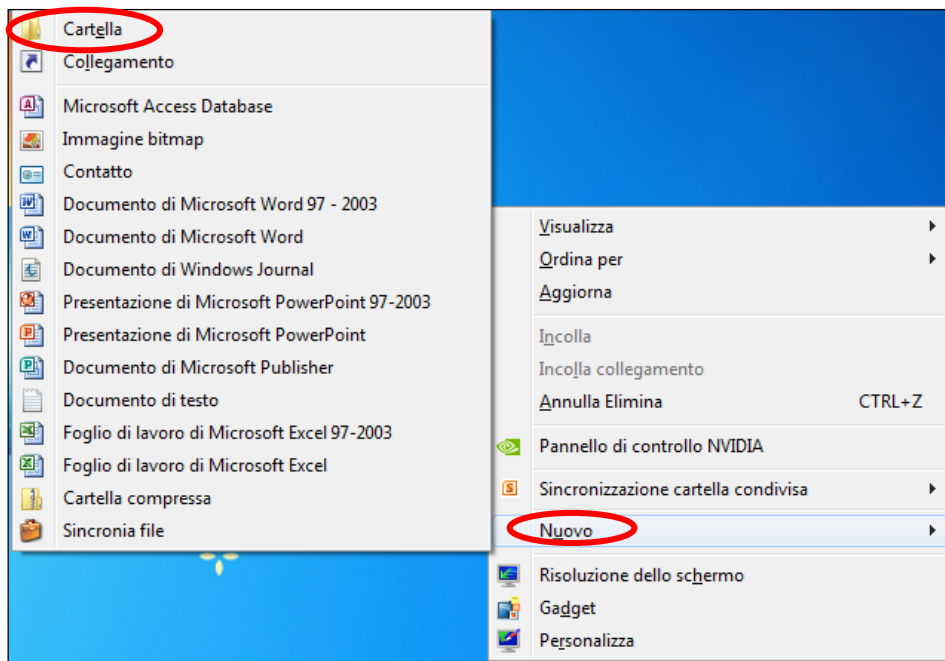 Cartella
Collegamento
Microsoft Access Database
Immagine bitmap
Contatto
Documento di Microsoft Word 97 - 2003
Documento di Microsoft Word
Documento di Windows Journal
Presentazione di Microsoft PowerPoint 97-2003
Presentazione di Microsoft PowerPoint
Documento di Microsoft Publisher
Documento di testo
Foglio di lavoro di Microsoft Excel 97-2003
Foglio di lavoro di Microsoft Excel
Cartella compressa
Sincronia file
Visualizza
Ordina per
Aggiorna
Incolla
Incolla collegamento
Annulla Elimina CTRL+Z
Pannello di controllo NVIDIA
Sincronizzazione cartella condivisa
Nuovo
Risoluzione dello schermo
Gadget
Personalizza